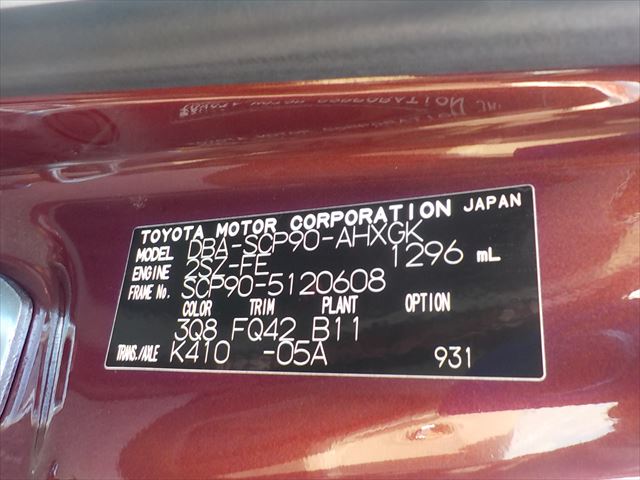 TOYOTA MOTOR CORPORATION JAPAN
MODEL DBA-SCP90-AHXGK
ENGINE 2SZ-FE 1296 mL
FRAME No. SCP90-5120608
COLOR TRIM PLANT OPTION
3Q8 FQ42 B11
TRANS./AXLE K410 -05A 931